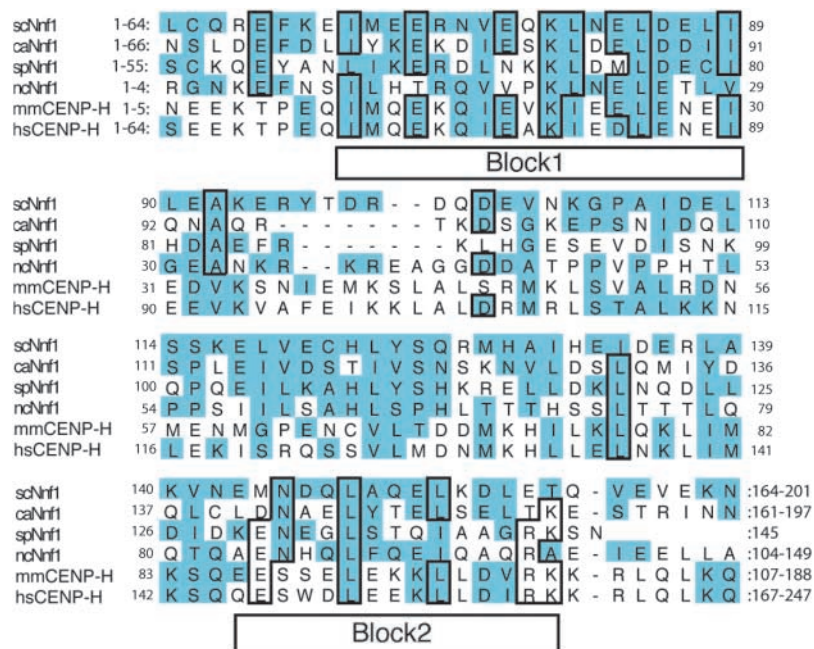 scNnf1 1-64: L C Q R E F K E I M E E R N V E Q K L N E L D E L I 89
caNnf1 1-66: N S L D E F D L I Y K E K D I E S K L D E L D D I I 91
spNnf1 1-55: S C K Q E Y A N L I K E R D L N K K L D M L D E C I 80
ncNnf1 1-4: R G N K E F N S I L H T R Q V V P K L N E L E T L V 29
mmCENP-H 1-5: N E E K T P E Q I M Q E K Q I E V K I E E L E N E I 30
hsCENP-H 1-64: S E E K T P E Q I M Q E K Q I E A K I E D L E N E I 89
Block1
scNnf1 90 L E A K E R Y T D R - - D Q D E V N K G P A I D E L 113
caNnf1 92 Q N A Q R - - - - - - - T K D S G K E P S N I D Q L 110
spNnf1 81 H D A E F R - - - - - - - K L H G E S E V D I S N K 99
ncNnf1 30 G E A N K R - - K R E A G G D D A T P P V P P H T L 53
mmCENP-H 31 E D V K S N I E M K S L A L S R M K L S V A L R D N 56
hsCENP-H 90 E E V K V A F E I K K L A L D R M R L S T A L K K N 115
scNnf1 114 S S K E L V E C H L Y S Q R M H A I H E I D E R L A 139
caNnf1 111 S P L E I V D S T I V S N S K N V L D S L Q M I Y D 136
spNnf1 100 Q P Q E I L K A H L Y S H K R E L L D K L N Q D L L 125
ncNnf1 54 P P S I I L S A H L S P H L T T T H S S L T T T L Q 79
mmCENP-H 57 M E N M G P E N C V L T D D M K H I L K L Q K L I M 82
hsCENP-H 116 L E K I S R Q S S V L M D N M K H L L E L N K L I M 141
scNnf1 140 K V N E M N D Q L A Q E L K D L E T Q - V E V E K N :164-201
caNnf1 137 Q L C L D N A E L Y T E L S E L T K E - S T R I N N :161-197
spNnf1 126 D I D K E N E G L S T Q I A A G R K S N :145
ncNnf1 80 Q T Q A E N H Q L F Q E I Q A Q R A E - I E E L L A :104-149
mmCENP-H 83 K S Q E E S S E L E K K L L D V R K K - R L Q L K Q :107-188
hsCENP-H 142 K S Q Q E S W D L E E K L L D I R K K - R L Q L K Q :167-247
Block2